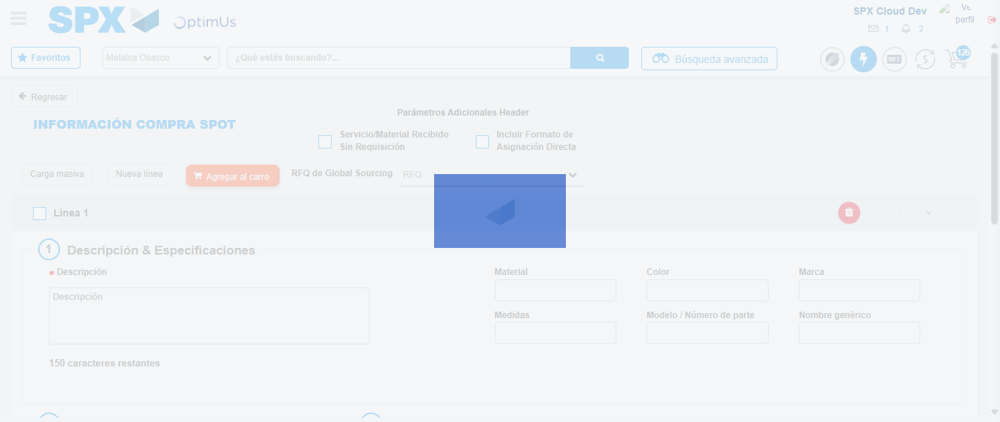 SPX OptimUs
SPX Cloud Dev
Ve
perfil
1 2
Favoritos
Metalsa Osasco
¿Qué estás buscando?...
Búsqueda avanzada
126
Regresar
INFORMACIÓN COMPRA SPOT
Parámetros Adicionales Header
Servicio/Material Recibido
Sin Requisición
Incluir Formato de
Asignación Directa
Carga masiva
Nueva línea
Agregar al carro
RFQ de Global Sourcing
RFQ
Linea 1
1 Descripción & Especificaciones
* Descripción
Descripción
150 caracteres restantes
Material
Color
Marca
Medidas
Modelo / Número de parte
Nombre genérico